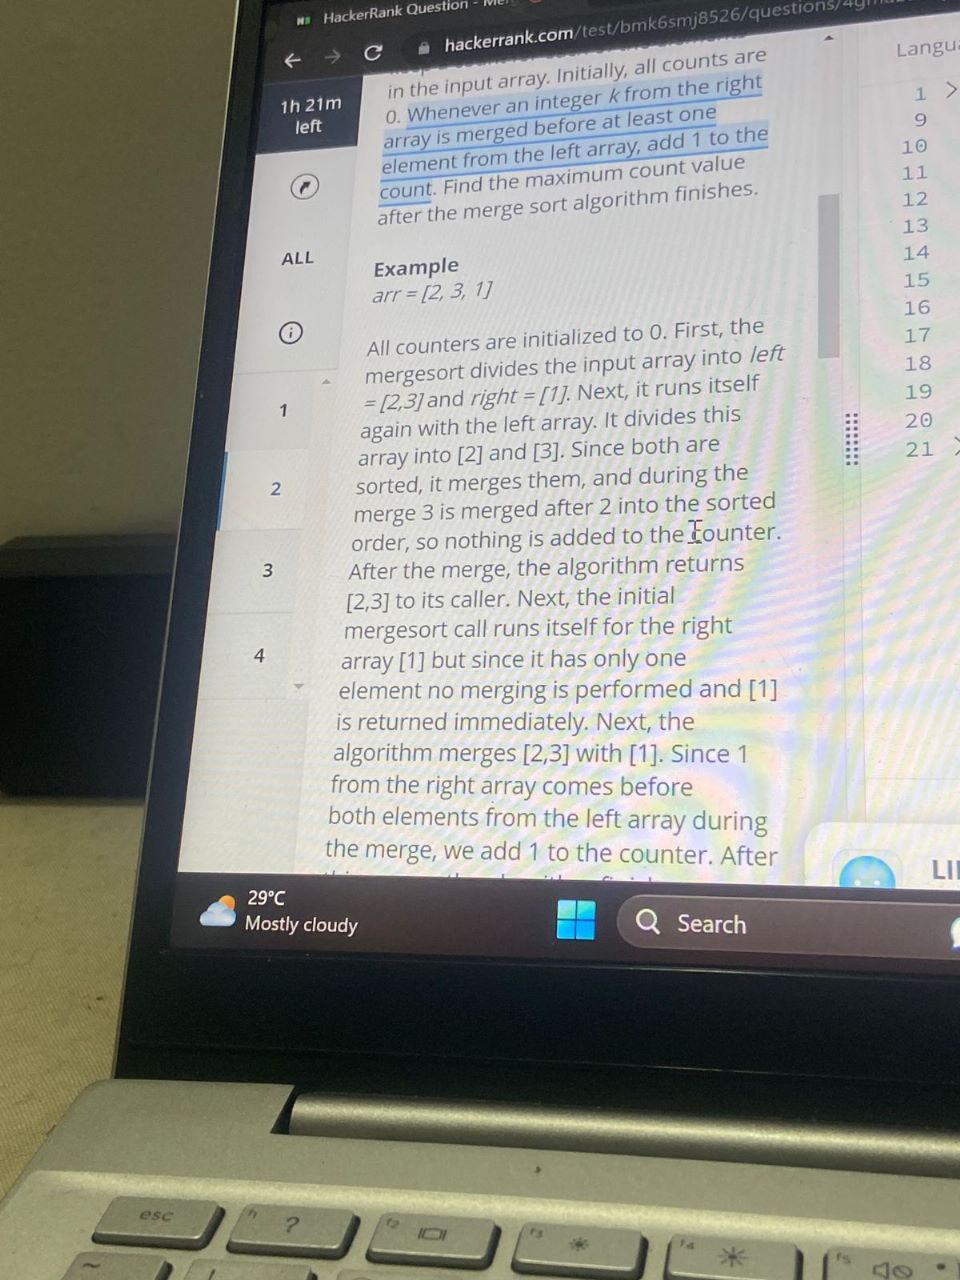 HackerRank Question -
hackerrank.com/test/bmk6smj8526/questions/
1h 21m
left
ALL
1
2
3
4
in the input array. Initially, all counts are
0. Whenever an integer k from the right
array is merged before at least one
element from the left array, add 1 to the
count. Find the maximum count value
after the merge sort algorithm finishes.
Example
arr = [2, 3, 1]
All counters are initialized to 0. First, the
mergesort divides the input array into left
= [2,3] and right = [1]. Next, it runs itself
again with the left array. It divides this
array into [2] and [3]. Since both are
sorted, it merges them, and during the
merge 3 is merged after 2 into the sorted
order, so nothing is added to the counter.
After the merge, the algorithm returns
[2,3] to its caller. Next, the initial
mergesort call runs itself for the right
array [1] but since it has only one
element no merging is performed and [1]
is returned immediately. Next, the
algorithm merges [2,3] with [1]. Since 1
from the right array comes before
both elements from the left array during
the merge, we add 1 to the counter. After
Langu
1
9
10
11
12
13
14
15
16
17
18
19
20
21
29°C
Mostly cloudy
Search
esc
?
f2
f3
f4
f5